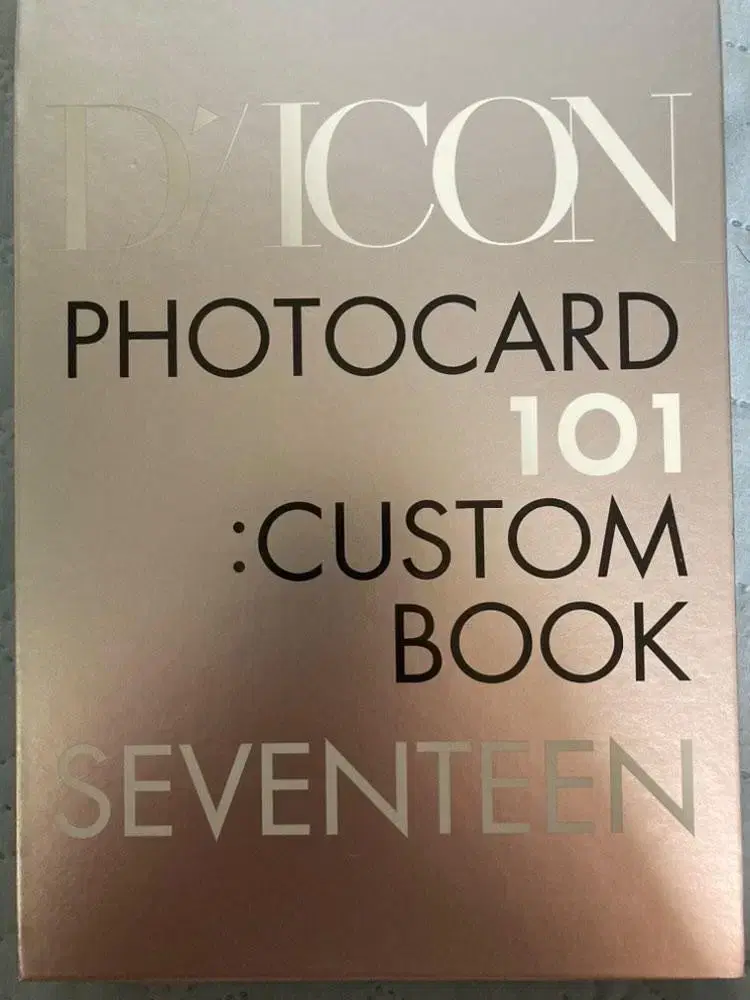 D'/ICON
PHOTOCARD
101
:CUSTOM
BOOK
SEVENTEEN